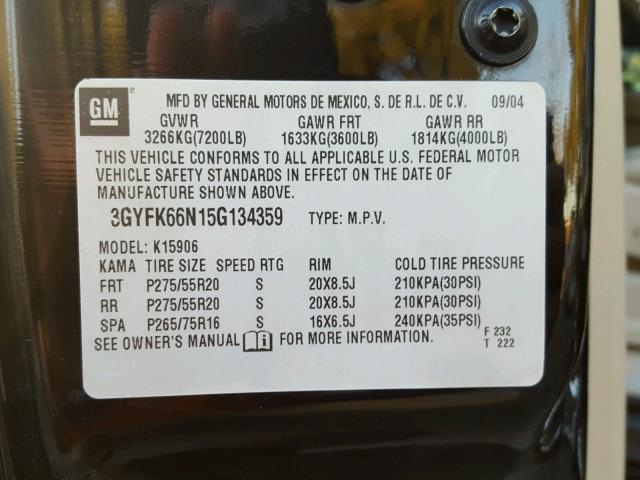 GM ®
MFD BY GENERAL MOTORS DE MEXICO, S. DE R.L. DE C.V. 09/04
GVWR GAWR FRT GAWR RR
3266KG(7200LB) 1633KG(3600LB) 1814KG(4000LB)
THIS VEHICLE CONFORMS TO ALL APPLICABLE U.S. FEDERAL MOTOR
VEHICLE SAFETY STANDARDS IN EFFECT ON THE DATE OF
MANUFACTURE SHOWN ABOVE.
3GYFK66N15G134359 TYPE: M.P.V.
MODEL: K15906
KAMA TIRE SIZE SPEED RTG RIM COLD TIRE PRESSURE
FRT P275/55R20 S 20X8.5J 210KPA(30PSI)
RR P275/55R20 S 20X8.5J 210KPA(30PSI)
SPA P265/75R16 S 16X6.5J 240KPA(35PSI)
SEE OWNER'S MANUAL FOR MORE INFORMATION. F 232
T 222